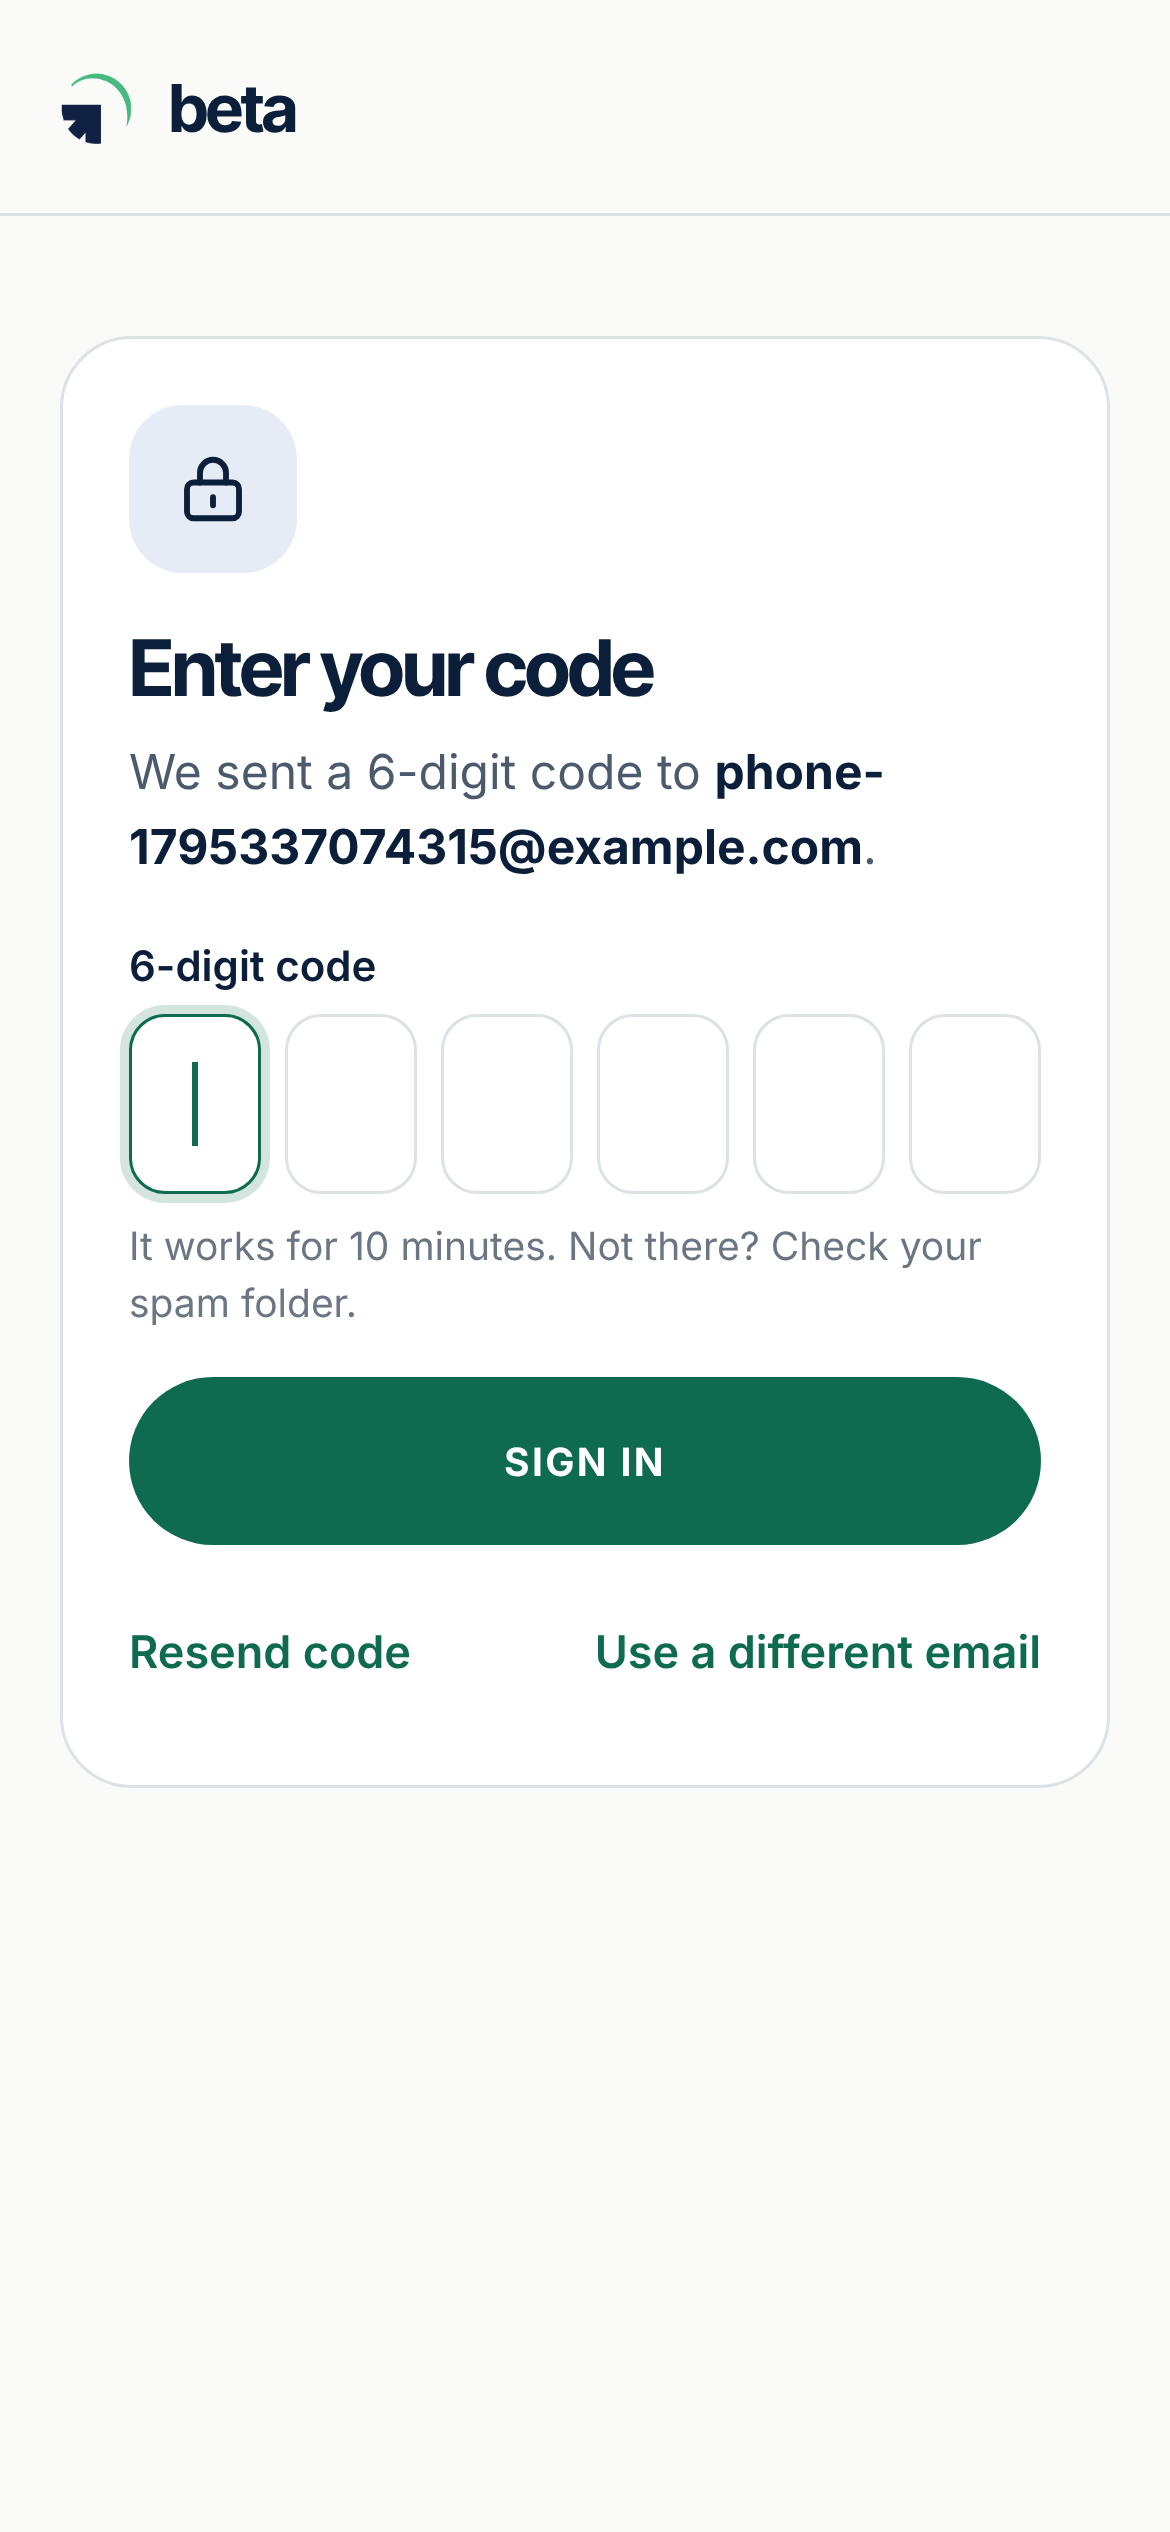 beta
Enter your code
We sent a 6-digit code to phone-
1795337074315@example.com.
6-digit code
It works for 10 minutes. Not there? Check your
spam folder.
SIGN IN
Resend code
Use a different email